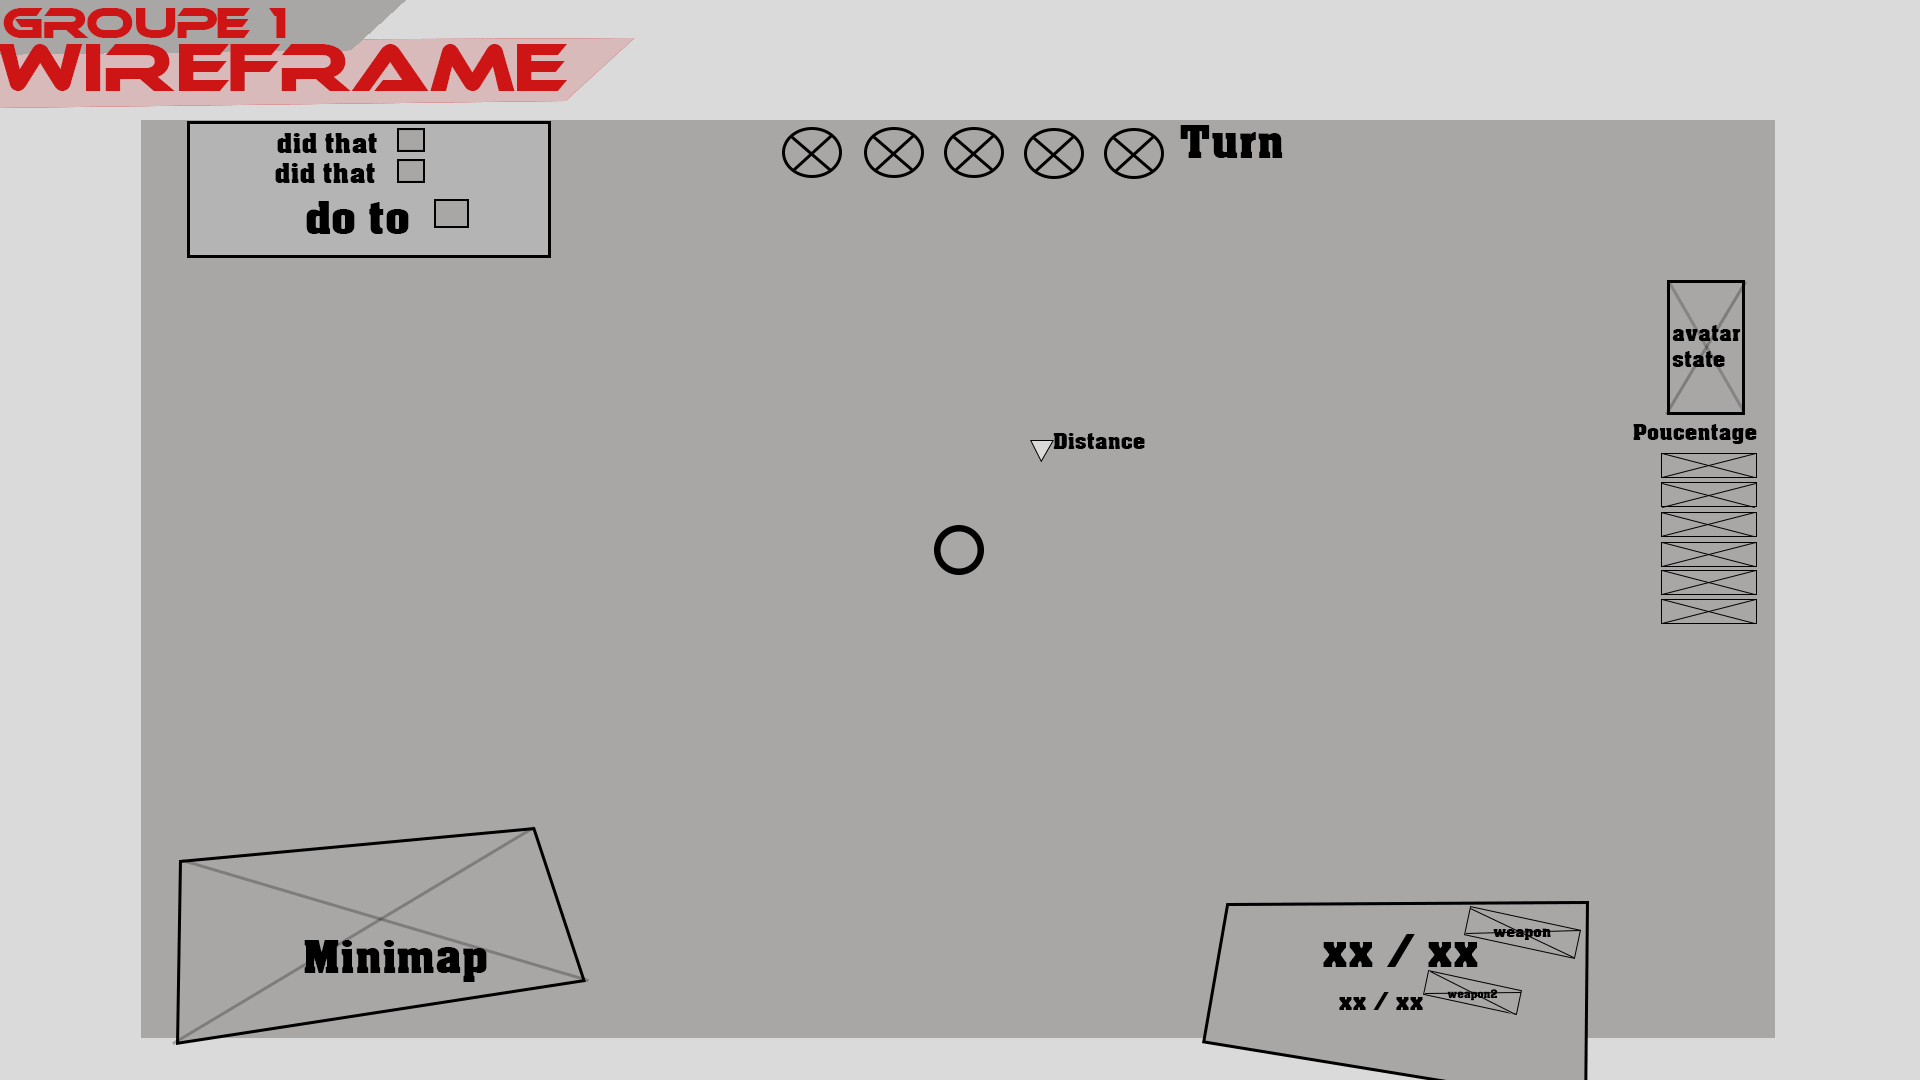 GROUPE 1
WIREFRAME
did that
did that
do to
Turn
avatar
state
Distance
Poucentage
Minimap
xx / xx
weapon
xx / xx
weapon2